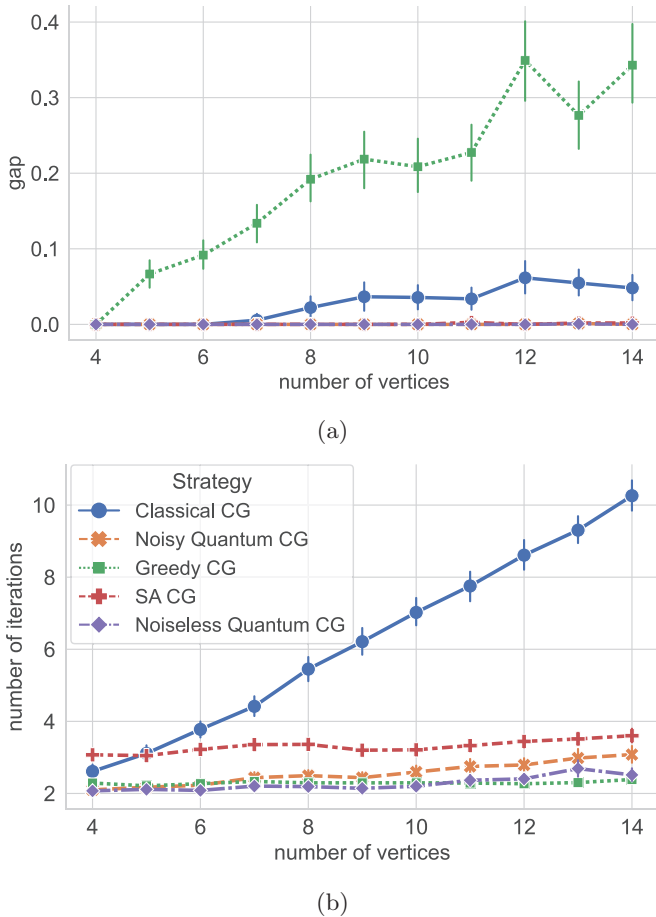 0.4
0.3
0.2
0.1
0.0
gap
4 6 8 10 12 14
number of vertices
(a)
10
8
6
4
2
number of iterations
Strategy
Classical CG
Noisy Quantum CG
Greedy CG
SA CG
Noiseless Quantum CG
4 6 8 10 12 14
number of vertices
(b)